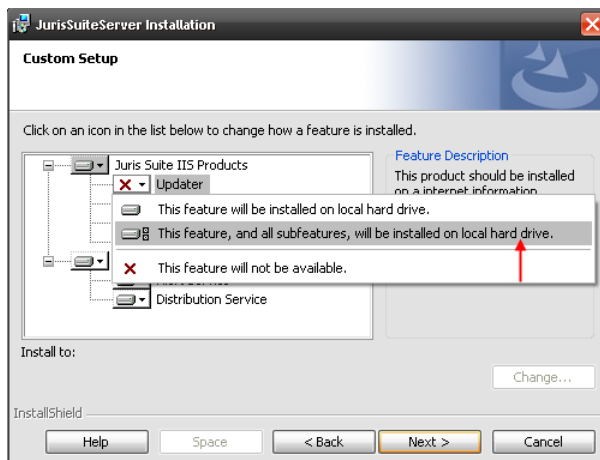 JurisSuiteServer Installation
Custom Setup
Click on an icon in the list below to change how a feature is installed.
Juris Suite IIS Products
Updater
Feature Description
This product should be installed
on a internet information
This feature will be installed on local hard drive.
This feature, and all subfeatures, will be installed on local hard drive.
This feature will not be available.
Distribution Service
Install to:
Change...
InstallShield
Help
Space
< Back
Next >
Cancel